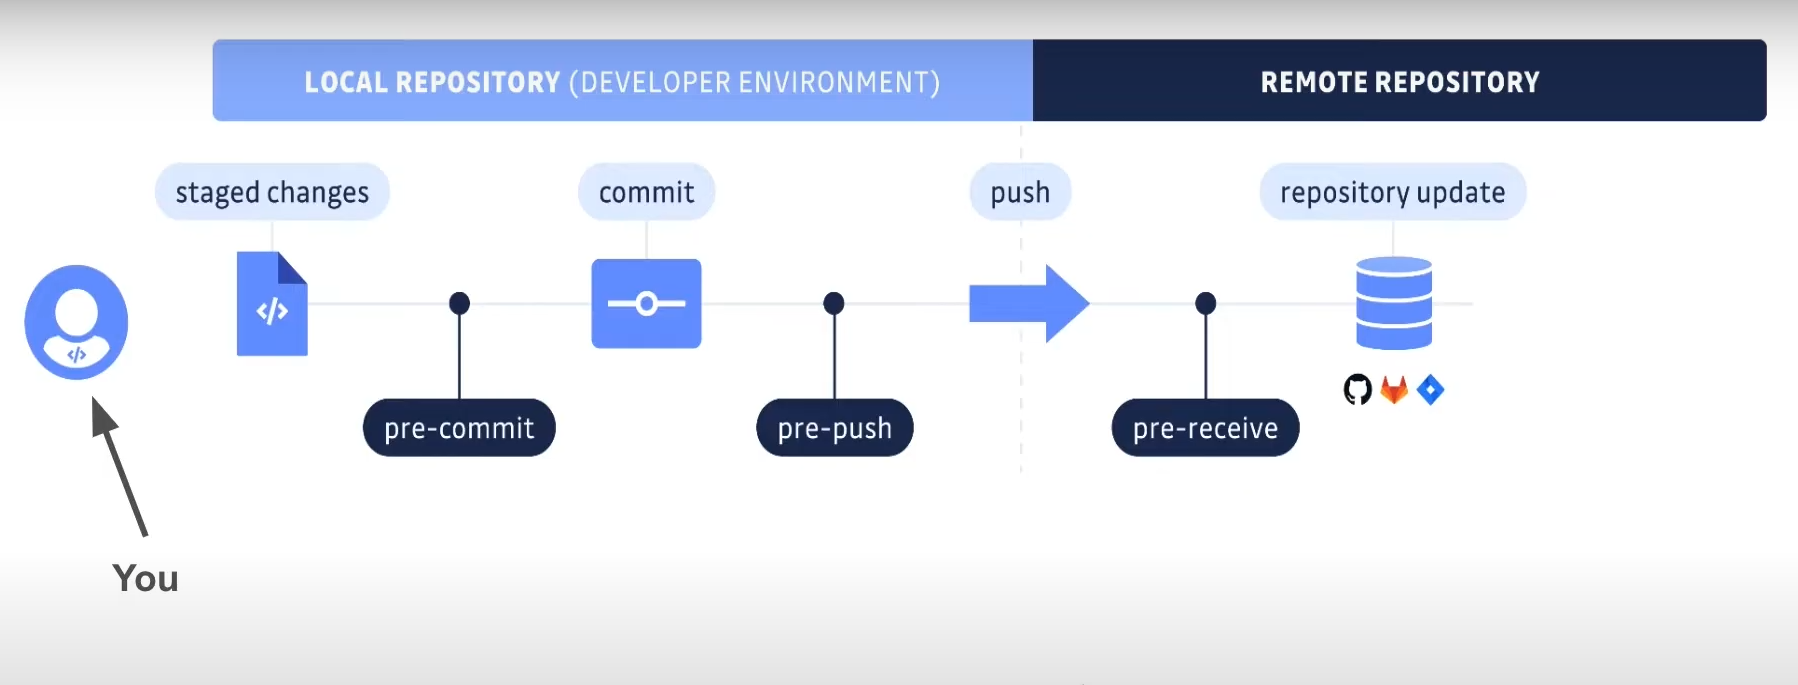 LOCAL REPOSITORY (DEVELOPER ENVIRONMENT)
REMOTE REPOSITORY
staged changes
commit
push
repository update
</>
</>
pre-commit
pre-push
pre-receive
You